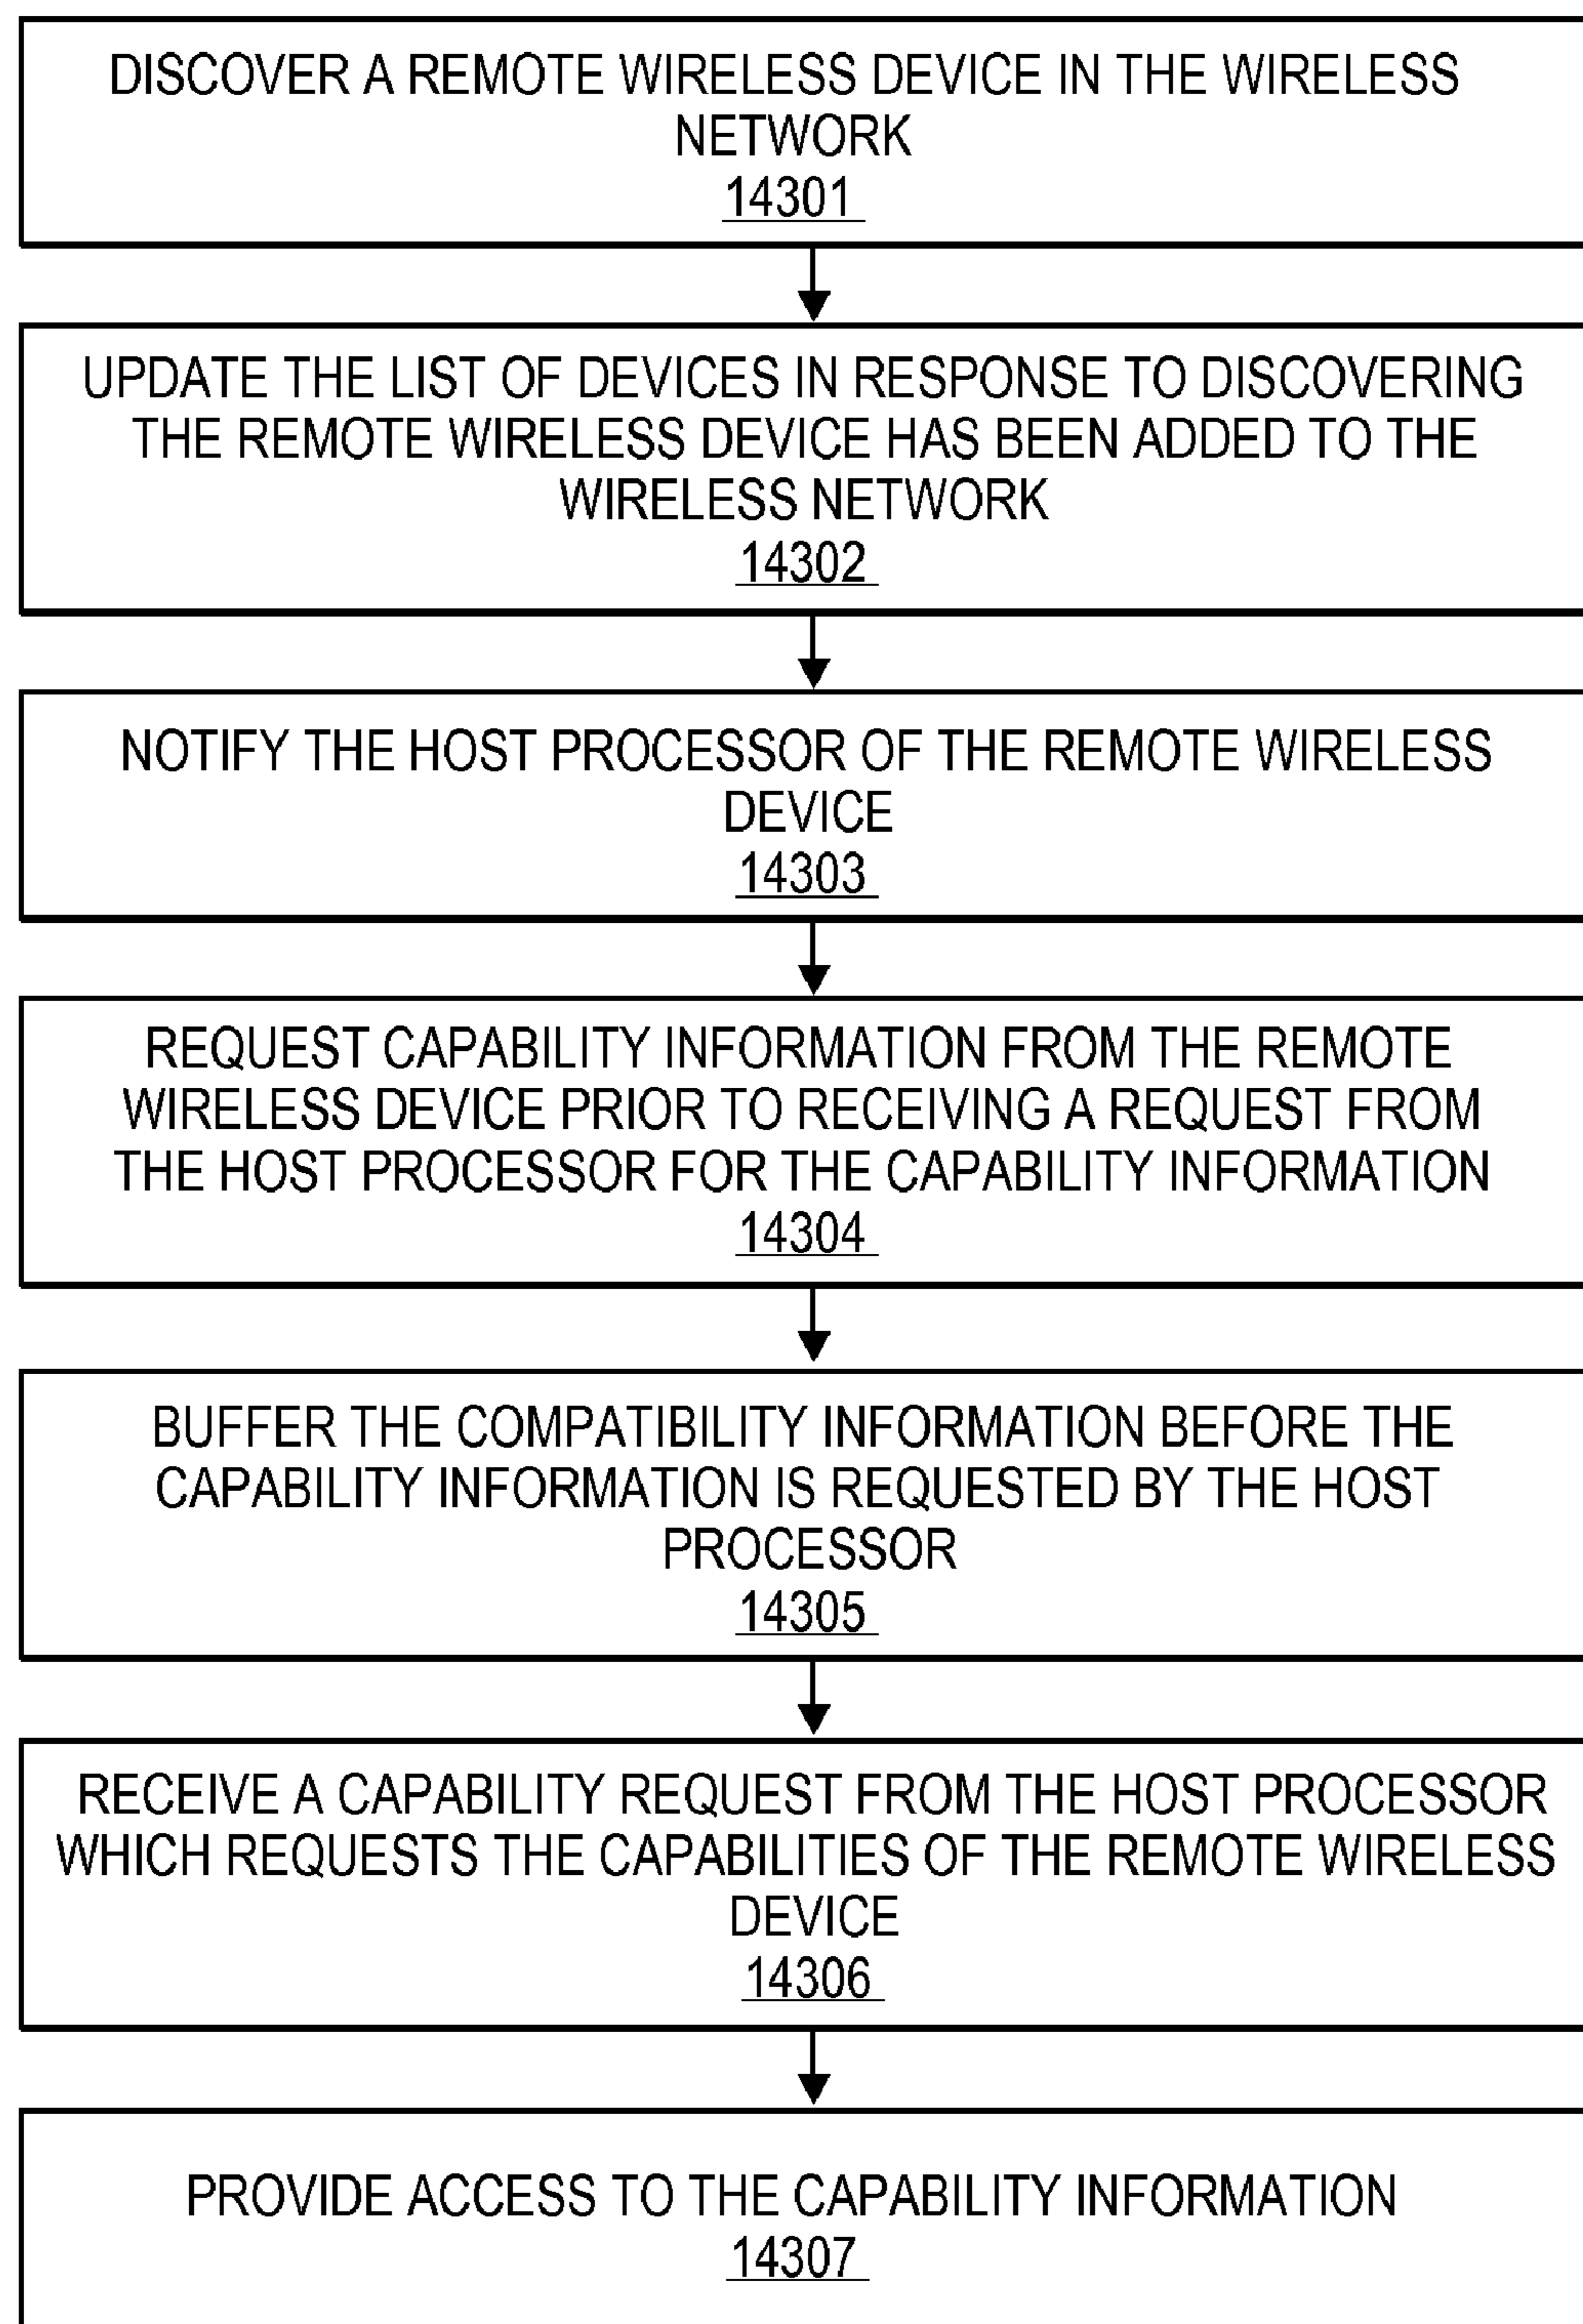 DISCOVER A REMOTE WIRELESS DEVICE IN THE WIRELESS
NETWORK
14301
UPDATE THE LIST OF DEVICES IN RESPONSE TO DISCOVERING
THE REMOTE WIRELESS DEVICE HAS BEEN ADDED TO THE
WIRELESS NETWORK
14302
NOTIFY THE HOST PROCESSOR OF THE REMOTE WIRELESS
DEVICE
14303
REQUEST CAPABILITY INFORMATION FROM THE REMOTE
WIRELESS DEVICE PRIOR TO RECEIVING A REQUEST FROM
THE HOST PROCESSOR FOR THE CAPABILITY INFORMATION
14304
BUFFER THE COMPATIBILITY INFORMATION BEFORE THE
CAPABILITY INFORMATION IS REQUESTED BY THE HOST
PROCESSOR
14305
RECEIVE A CAPABILITY REQUEST FROM THE HOST PROCESSOR
WHICH REQUESTS THE CAPABILITIES OF THE REMOTE WIRELESS
DEVICE
14306
PROVIDE ACCESS TO THE CAPABILITY INFORMATION
14307